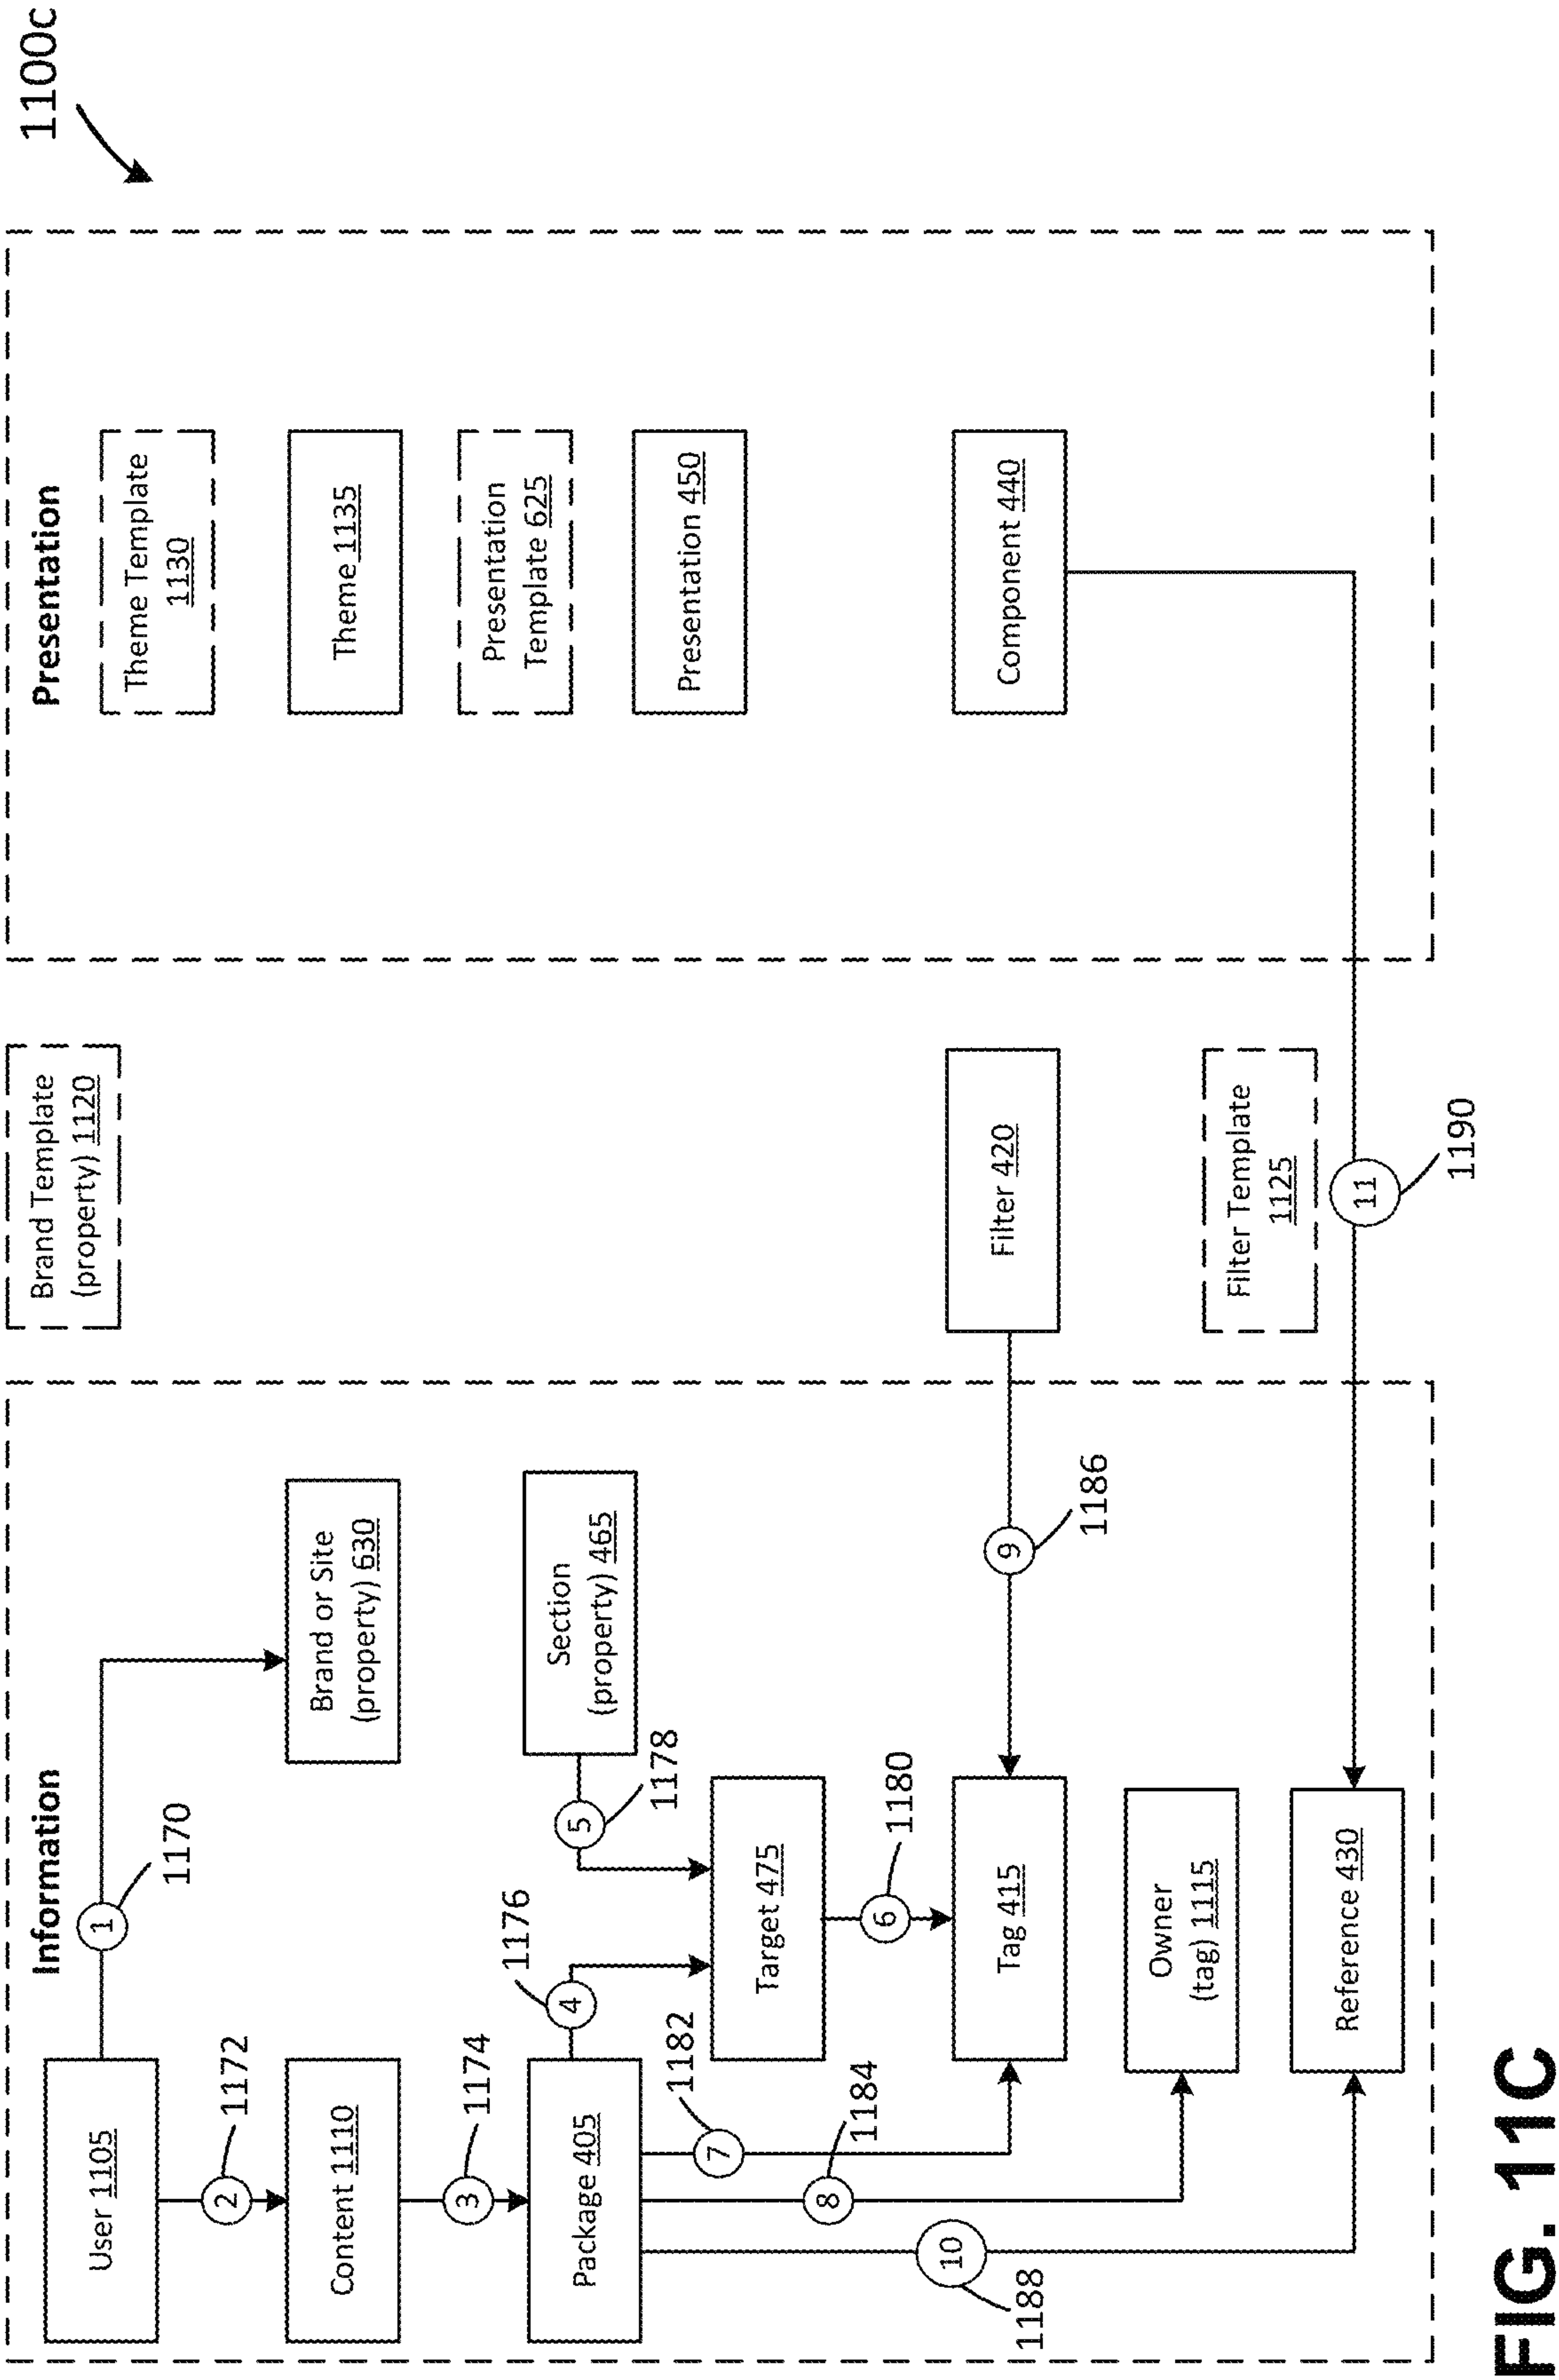 1100c
Information
Presentation
User 1105
1
1170
Brand Template
(property) 1120
Theme Template
1130
2
1172
Content 1110
Brand or Site
(property) 630
Theme 1135
3
1174
Package 405
Section
(property) 465
Presentation
Template 625
4
1176
5
1178
Presentation 450
Target 475
7
1182
6
1180
8
1184
10
1188
Tag 415
9
1186
Filter 420
Component 440
Owner
(tag) 1115
Filter Template
1125
Reference 430
11
1190
FIG. 11C